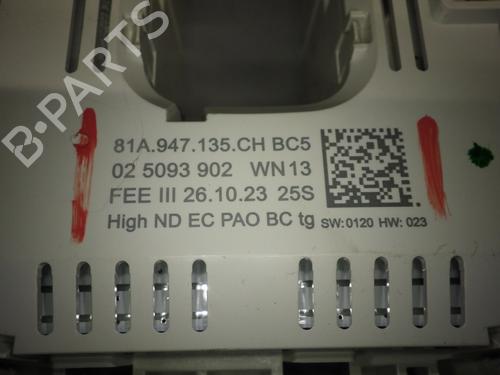 B-PARTS
81A.947.135.CH BC5
02 5093 902 WN13
FEE III 26.10.23 25S
High ND EC PAO BC tg SW:0120 HW: 023